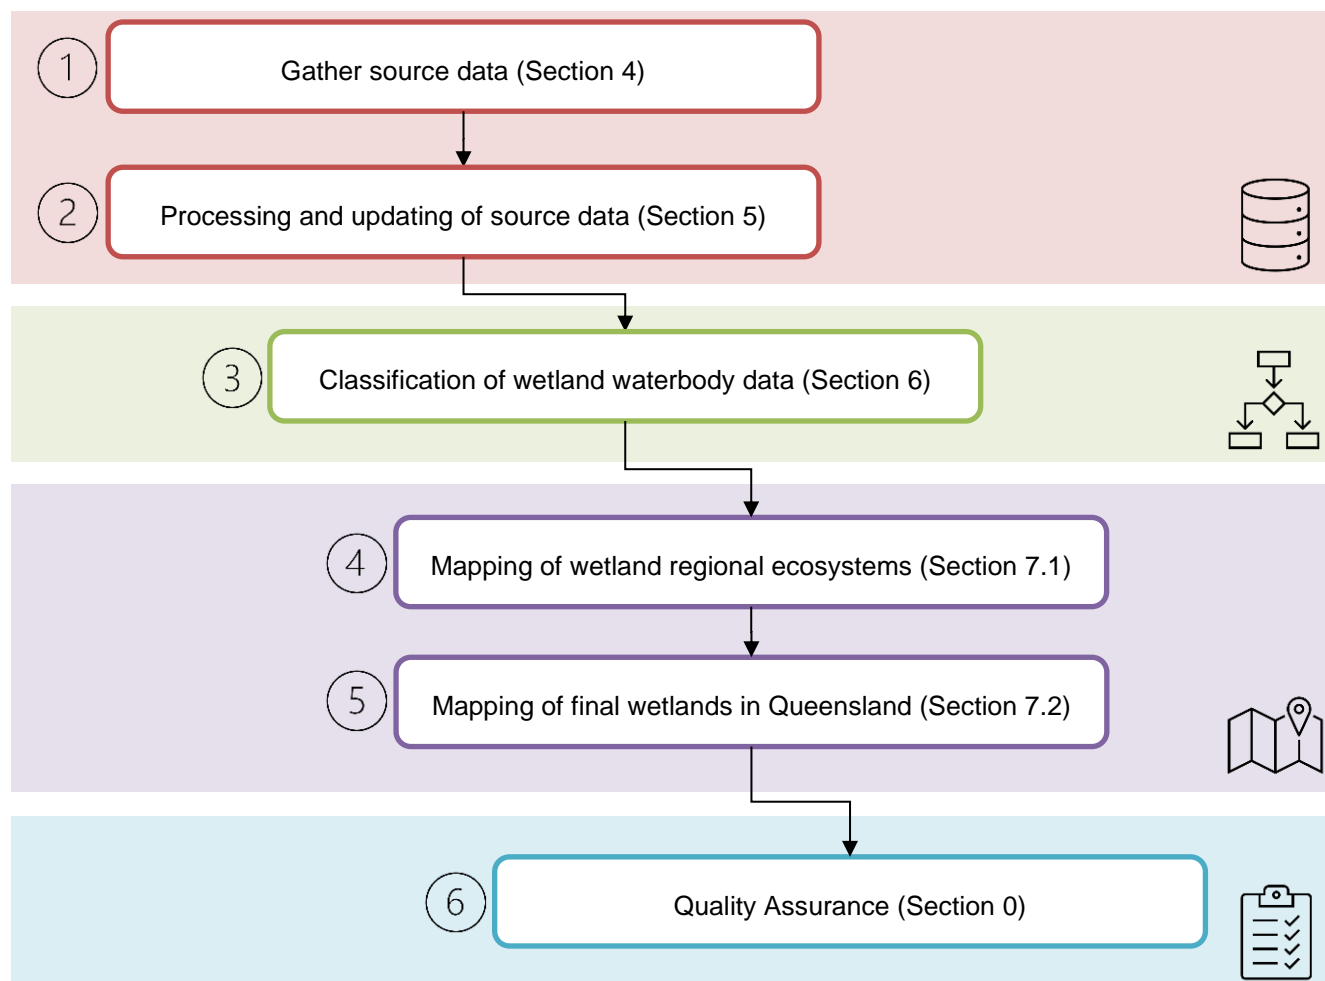 1
Gather source data (Section 4)
2
Processing and updating of source data (Section 5)
3
Classification of wetland waterbody data (Section 6)
4
Mapping of wetland regional ecosystems (Section 7.1)
5
Mapping of final wetlands in Queensland (Section 7.2)
6
Quality Assurance (Section 0)